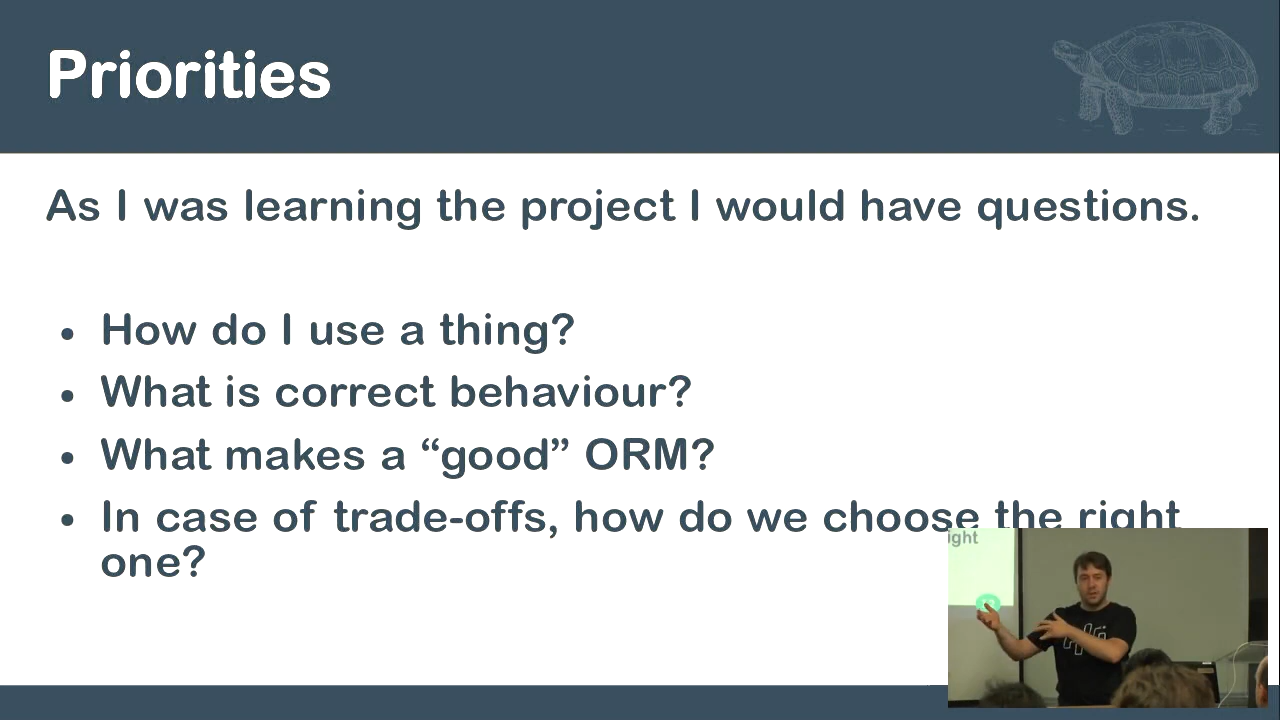 Priorities
As I was learning the project I would have questions.
• How do I use a thing?
• What is correct behaviour?
• What makes a “good” ORM?
• In case of trade-offs, how do we choose the right
one?
ight